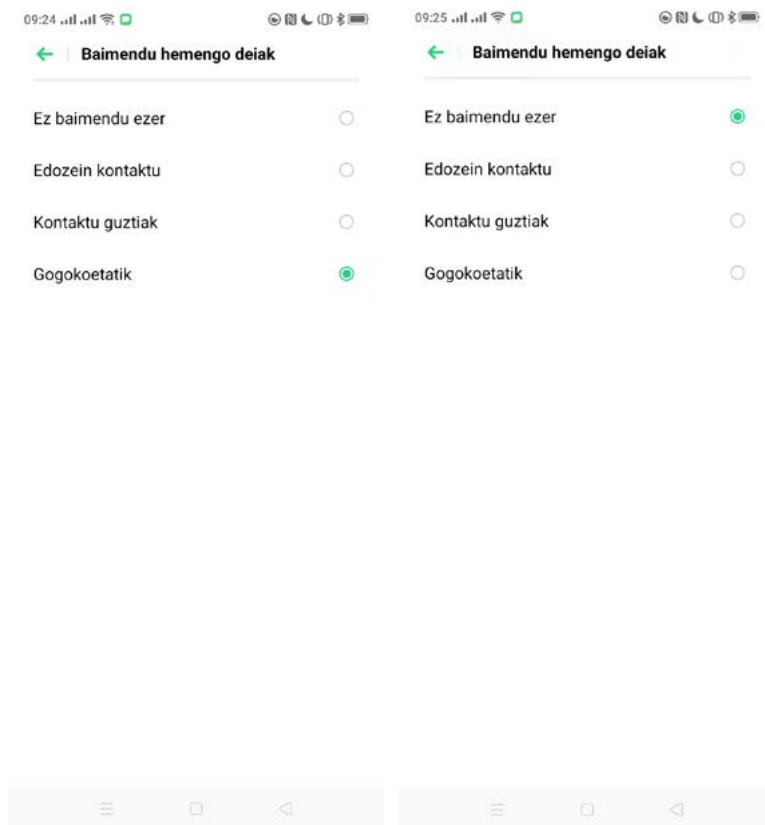 09:24
Baimendu hemengo deiak
Ez baimendu ezer
Edozein kontaktu
Kontaktu guztiak
Gogokoetatik
09:25
Baimendu hemengo deiak
Ez baimendu ezer
Edozein kontaktu
Kontaktu guztiak
Gogokoetatik